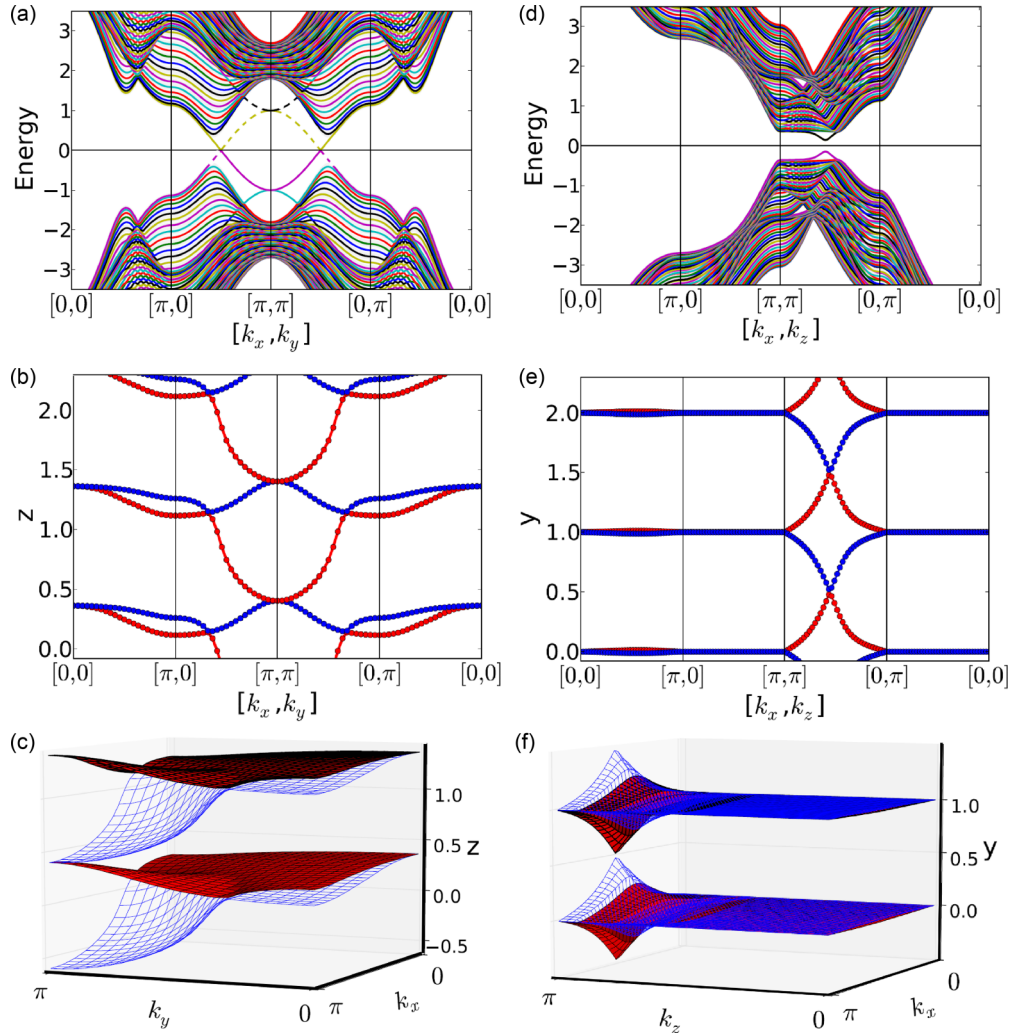 (a)
Energy
3
2
1
0
−1
−2
−3
[0,0] [π,0] [π,π] [0,π] [0,0]
[kx,ky]
(d)
Energy
3
2
1
0
−1
−2
−3
[0,0] [π,0] [π,π] [0,π] [0,0]
[kx,kz]
(b)
z
2.0
1.5
1.0
0.5
0.0
[0,0] [π,0] [π,π] [0,π] [0,0]
[kx,ky]
(e)
y
2.0
1.5
1.0
0.5
0.0
[0,0] [π,0] [π,π] [0,π] [0,0]
[kx,kz]
(c)
1.0
0.5
0.0
−0.5
z
π
ky
0
π
kx
0
(f)
1.0
0.5
0.0
y
π
kz
0
π
kx
0